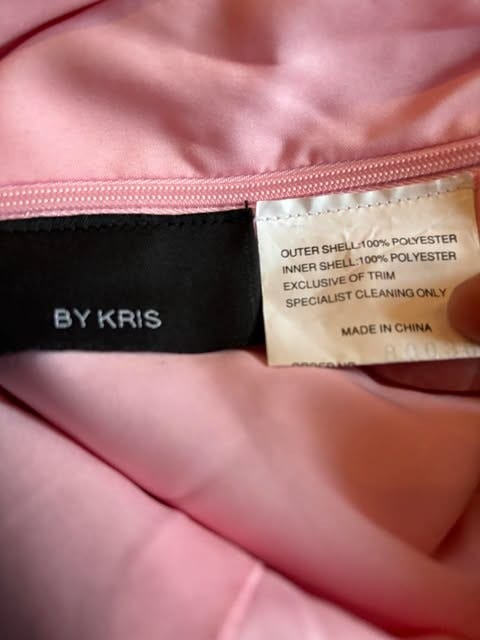 BY KRIS
OUTER SHELL:100% POLYESTER
INNER SHELL:100% POLYESTER
EXCLUSIVE OF TRIM
SPECIALIST CLEANING ONLY
MADE IN CHINA